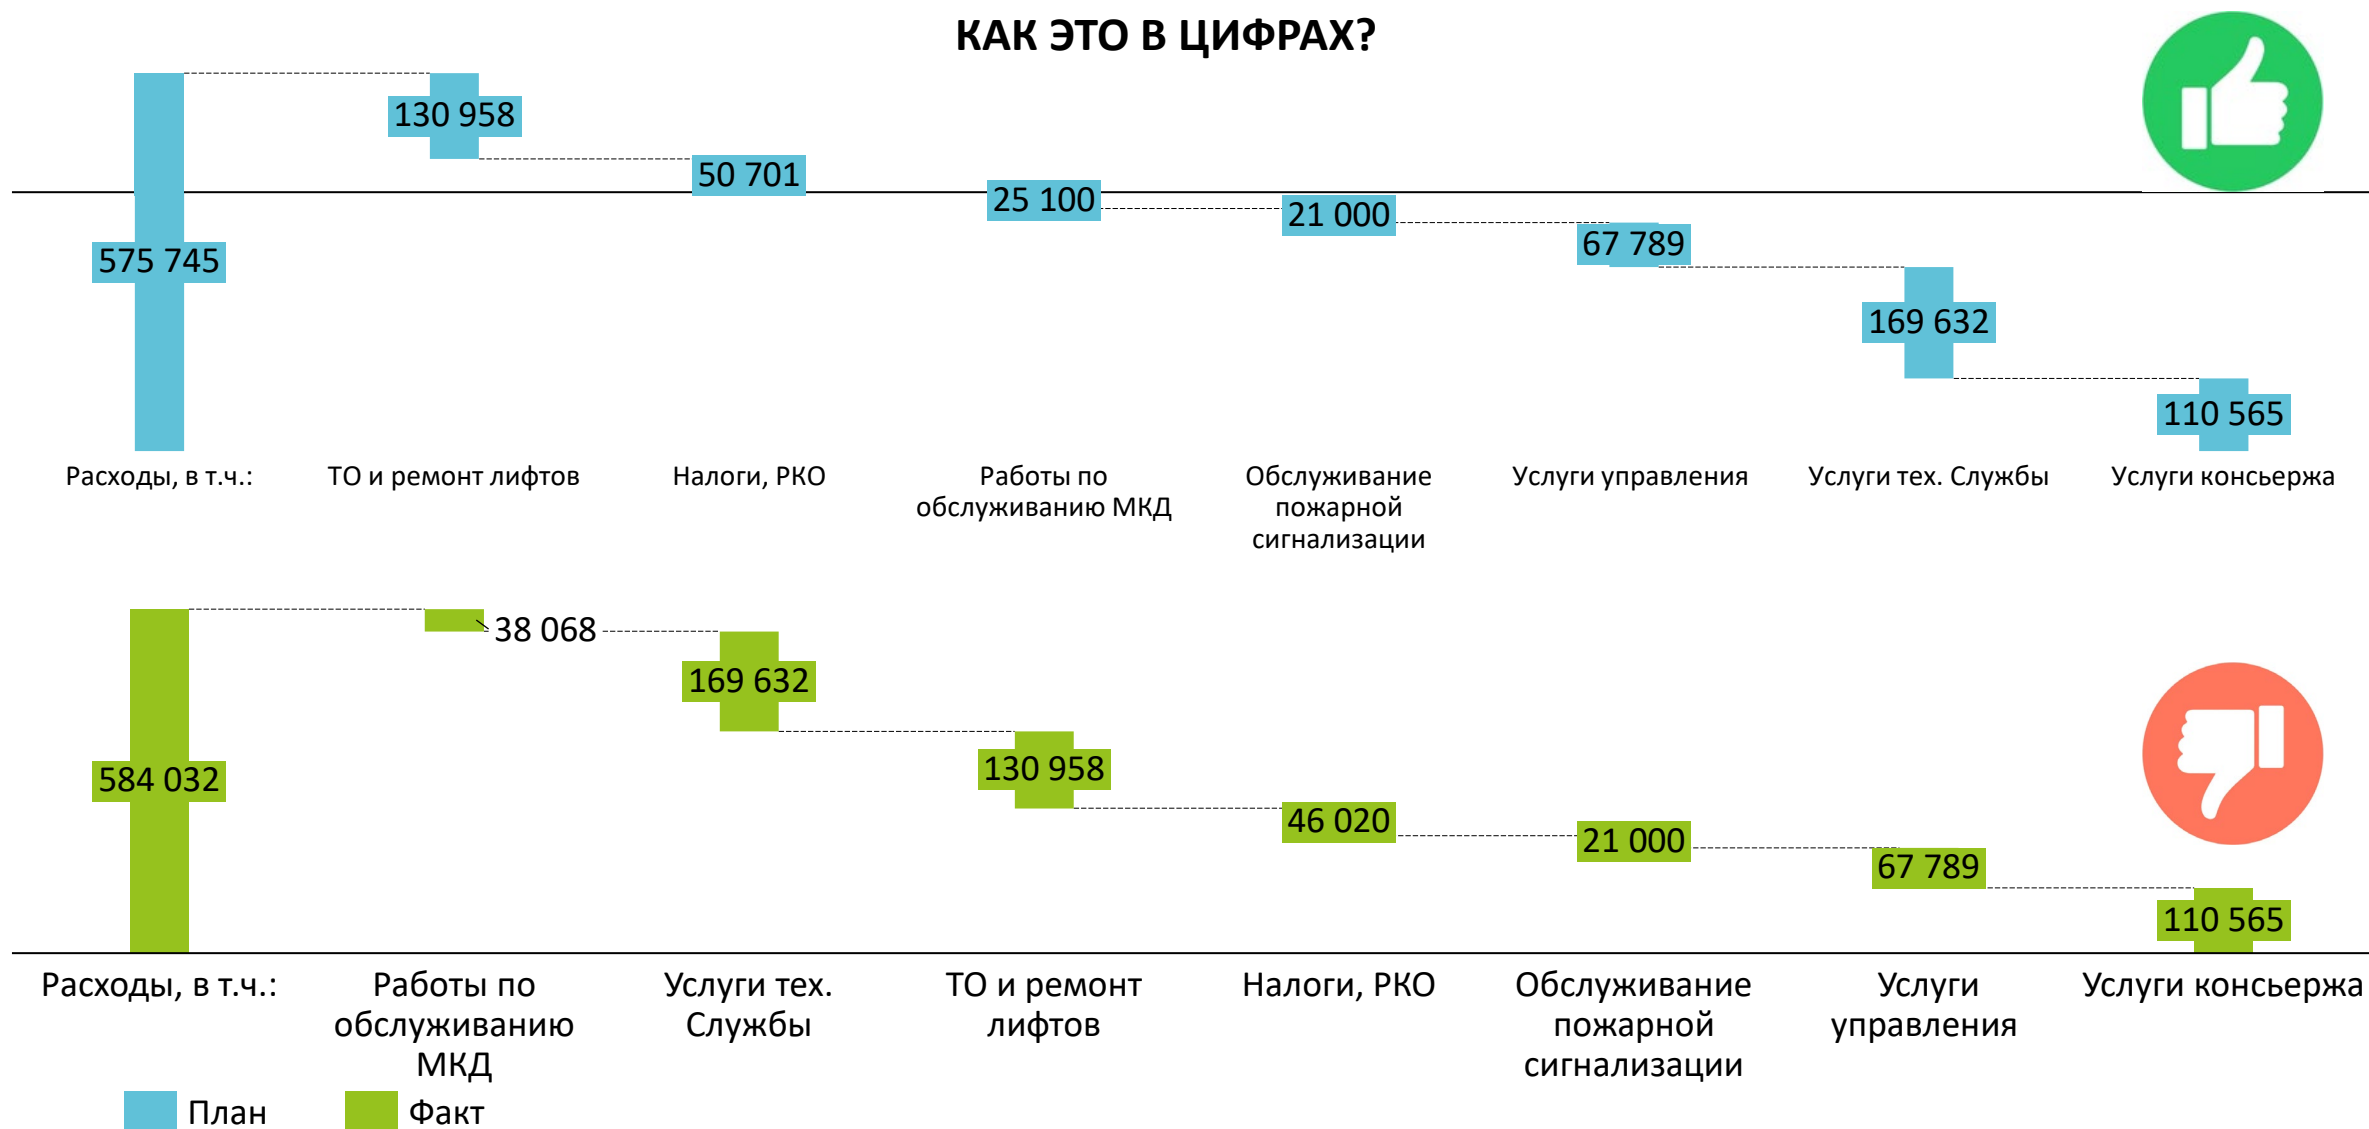 КАК ЭТО В ЦИФРАХ?
130 958
50 701
25 100
21 000
67 789
575 745
169 632
110 565
Расходы, в т.ч.:
ТО и ремонт лифтов
Налоги, РКО
Работы по
обслуживанию МКД
Обслуживание
пожарной
сигнализации
Услуги управления
Услуги тех. Службы
Услуги консьержа
38 068
169 632
584 032
130 958
46 020
21 000
67 789
110 565
Расходы, в т.ч.:
Работы по
обслуживанию
МКД
Услуги тех.
Службы
ТО и ремонт
лифтов
Налоги, РКО
Обслуживание
пожарной
сигнализации
Услуги
управления
Услуги консьержа
План
Факт